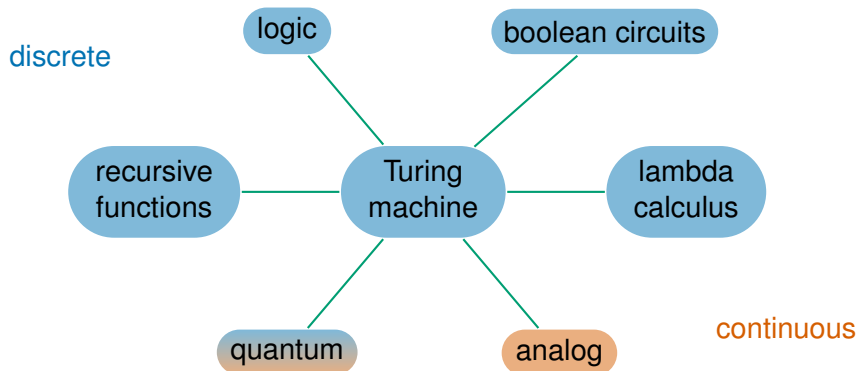 logic
boolean circuits
discrete
recursive
functions
Turing
machine
lambda
calculus
continuous
quantum
analog